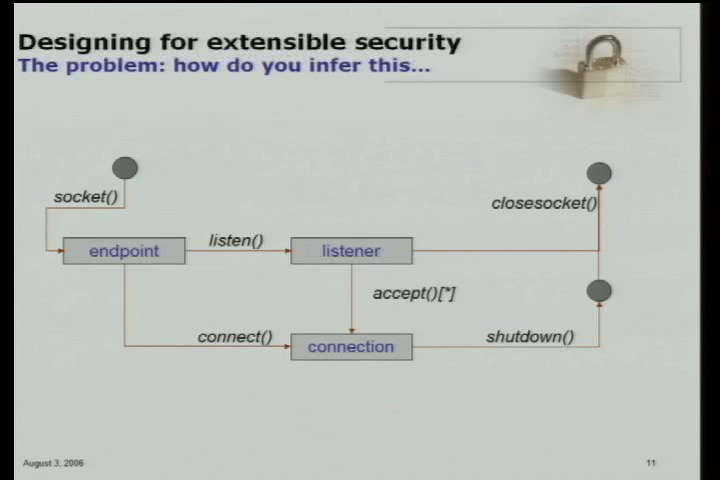 Designing for extensible security
The problem: how do you infer this...
socket()
closesocket()
listen()
endpoint
listener
accept()[*]
connect()
connection
shutdown()
August 3, 2006
11